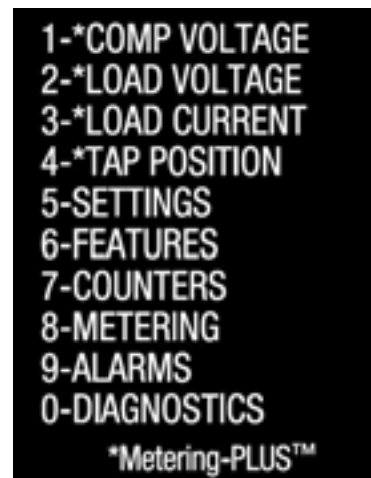 1-*COMP VOLTAGE
2-*LOAD VOLTAGE
3-*LOAD CURRENT
4-*TAP POSITION
5-SETTINGS
6-FEATURES
7-COUNTERS
8-METERING
9-ALARMS
0-DIAGNOSTICS
*Metering-PLUS™